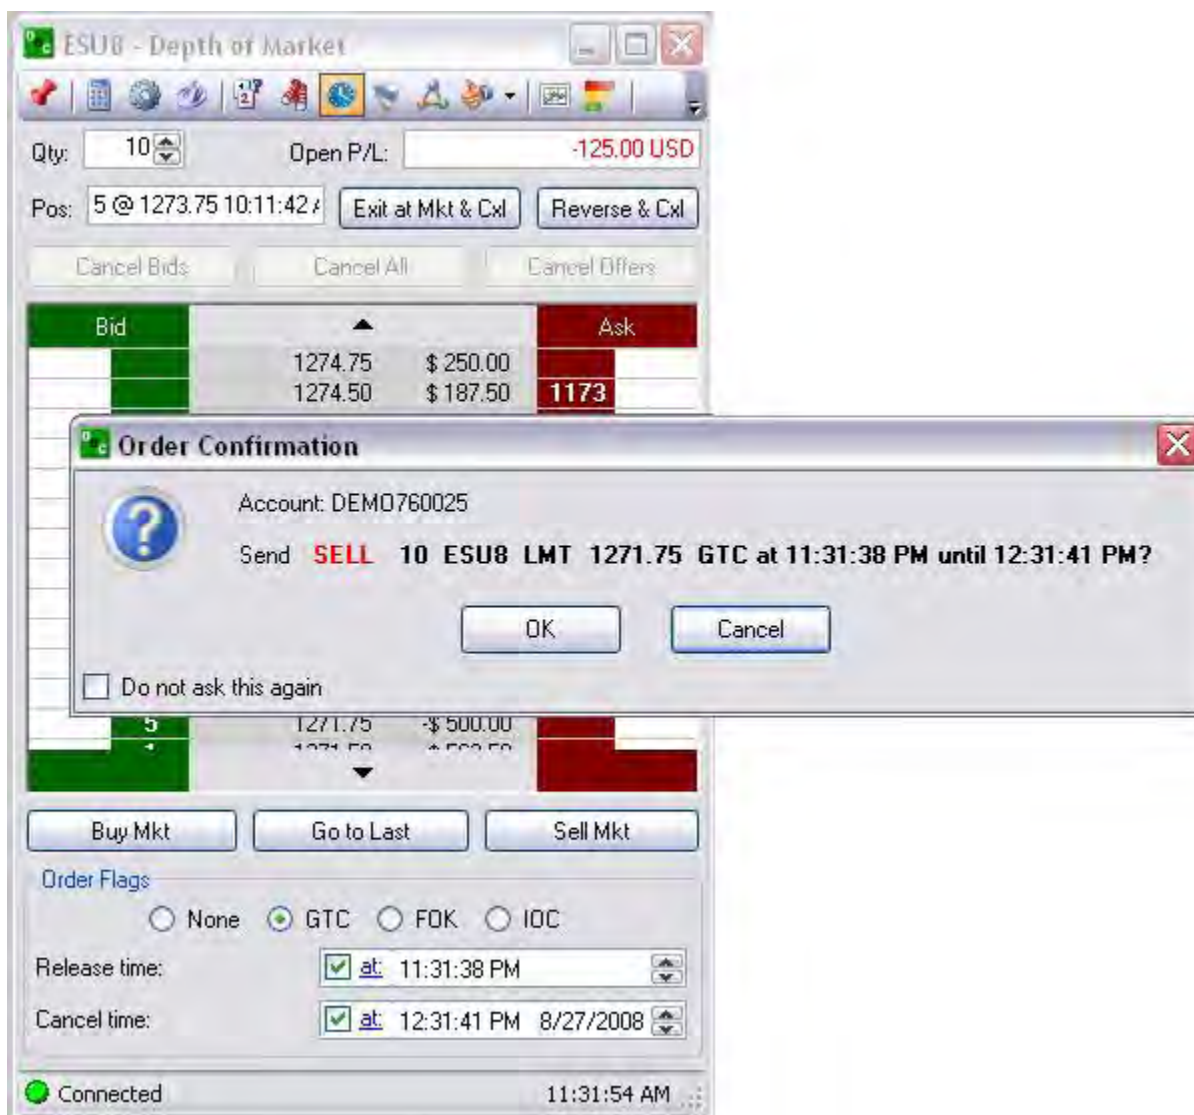 ESU8 - Depth of Market
Qty: 10 Open P/L: -125.00 USD
Pos: 5 @ 1273.75 10:11:42 Exit at Mkt & Cxl Reverse & Cxl
Cancel Bids Cancel All Cancel Offers
Bid Ask
1274.75 $ 250.00
1274.50 $ 187.50 1173
Order Confirmation
Account: DEMO760025
Send SELL 10 ESU8 LMT 1271.75 GTC at 11:31:38 PM until 12:31:41 PM?
OK Cancel
Do not ask this again
5 1271.75 -$ 500.00
Buy Mkt Go to Last Sell Mkt
Order Flags
None GTC FOK IOC
Release time: at: 11:31:38 PM
Cancel time: at: 12:31:41 PM 8/27/2008
Connected 11:31:54 AM